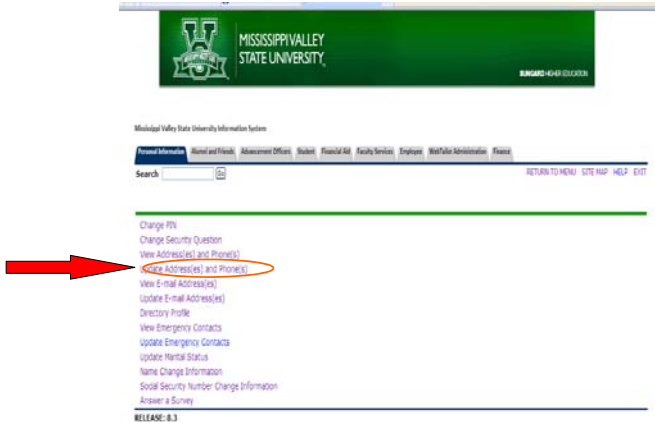 MISSISSIPPI VALLEY
STATE UNIVERSITY
SUNGARD HIGHER EDUCATION
Mississippi Valley State University Information System
Personal Information Alumni and Friends Advancement Officers Student Financial Aid Faculty Services Employee WebTailor Administration Finance
Search Go
RETURN TO MENU SITE MAP HELP EXIT
Change PIN
Change Security Question
View Address(es) and Phone(s)
Update Address(es) and Phone(s)
View E-mail Address(es)
Update E-mail Address(es)
Directory Profile
View Emergency Contacts
Update Emergency Contacts
Update Marital Status
Name Change Information
Social Security Number Change Information
Answer a Survey
RELEASE: 8.3